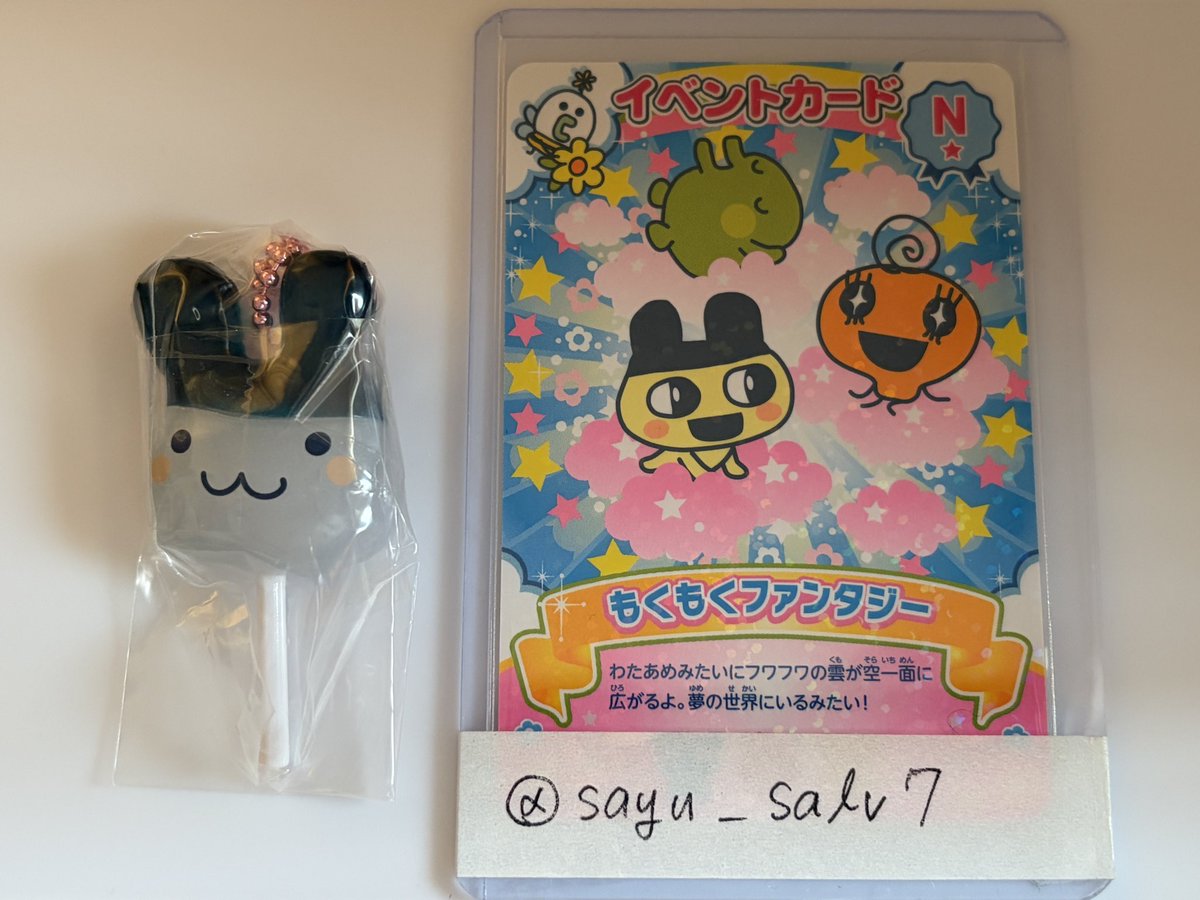 イベントカード
N
もくもくファンタジー
わたあめみたいにフワフワの雲が空一面に
広がるよ。夢の世界にいるみたい!
@sayu_salv7